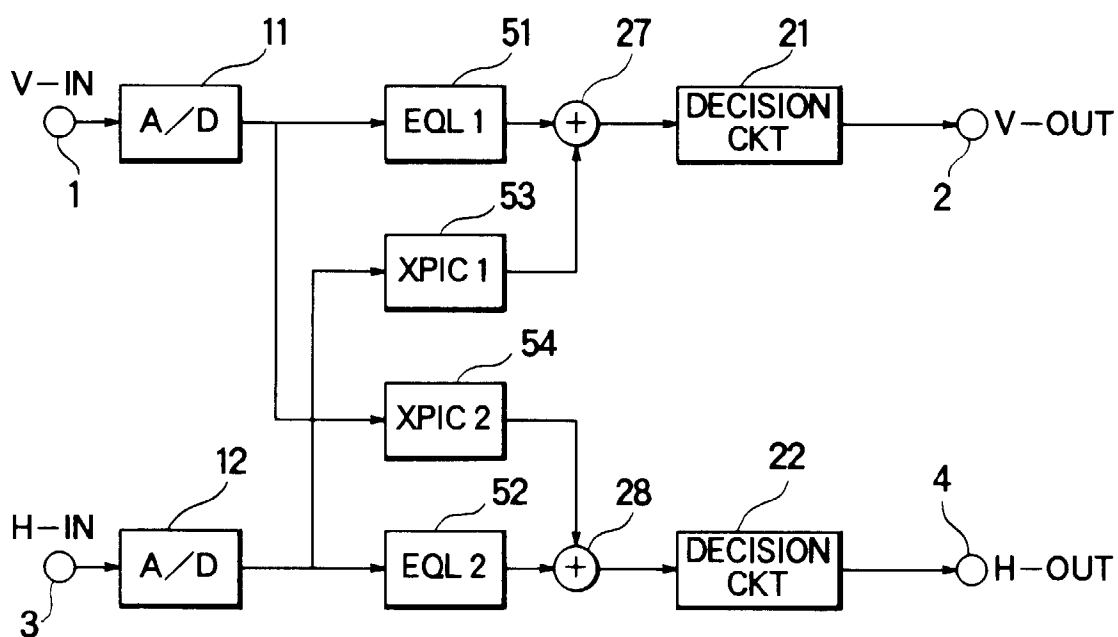 11
51
27
21
V-IN
A/D
EQL 1
+
DECISION
CKT
V-OUT
1
53
2
XPIC 1
54
XPIC 2
12
52
28
22
4
H-IN
A/D
EQL 2
+
DECISION
CKT
H-OUT
3